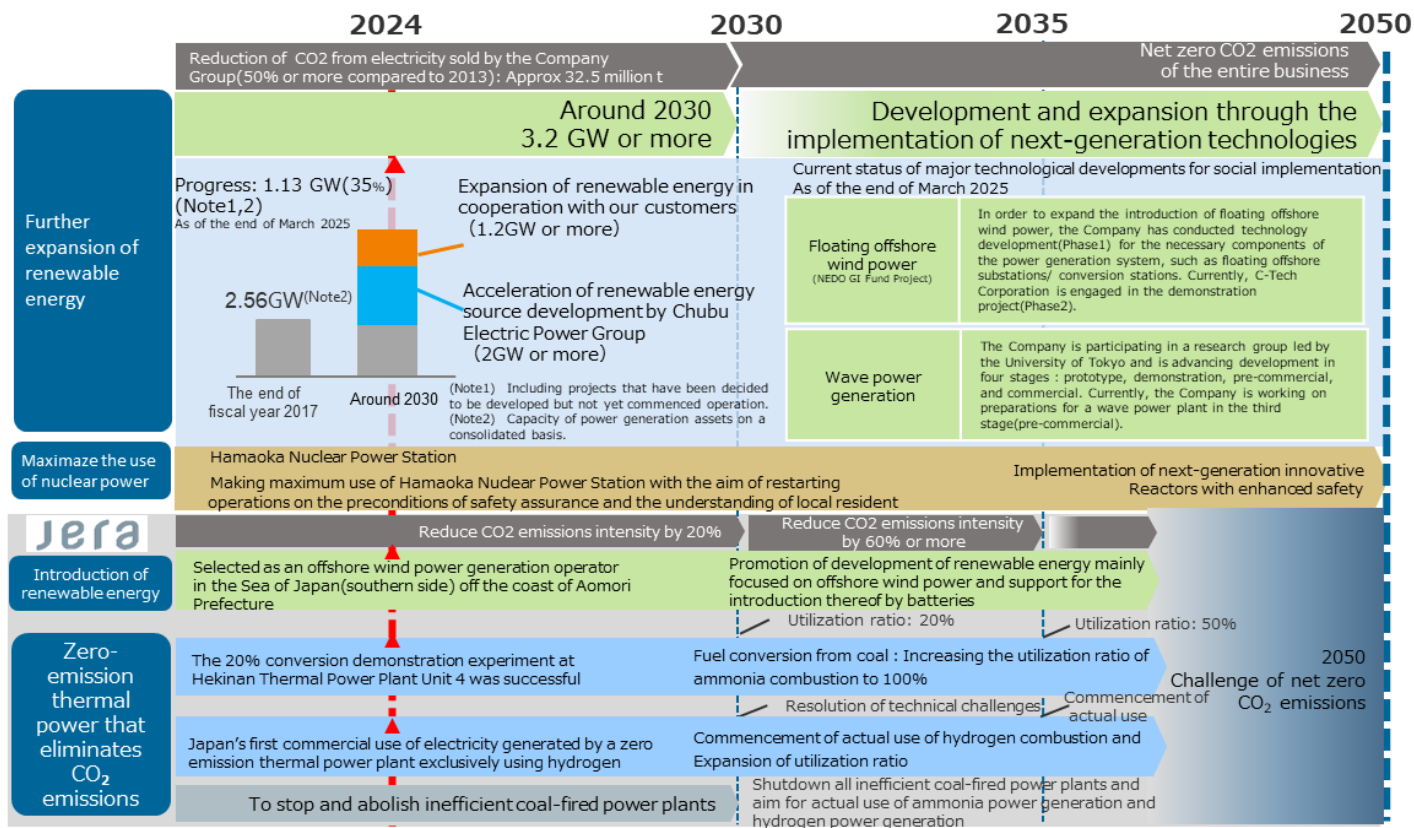 2024
2030
2035
2050
Reduction of CO2 from electricity sold by the Company
Group(50% or more compared to 2013): Approx 32.5 million t
Net zero CO2 emissions
of the entire business
Further
expansion of
renewable
energy
Around 2030
3.2 GW or more
Development and expansion through the
implementation of next-generation technologies
Progress: 1.13 GW(35%)
(Note1,2)
As of the end of March 2025
2.56GW(Note2)
The end of
fiscal year 2017
Around 2030
Expansion of renewable energy in
cooperation with our customers
(1.2GW or more)
Acceleration of renewable energy
source development by Chubu
Electric Power Group
(2GW or more)
(Note1) Including projects that have been decided
to be developed but not yet commenced operation.
(Note2) Capacity of power generation assets on a
consolidated basis.
Current status of major technological developments for social implementation
As of the end of March 2025
Floating offshore
wind power
(NEDO GI Fund Project)
In order to expand the introduction of floating offshore
wind power, the Company has conducted technology
development(Phase1) for the necessary components of
the power generation system, such as floating offshore
substations/ conversion stations. Currently, C-Tech
Corporation is engaged in the demonstration
project(Phase2).
Wave power
generation
The Company is participating in a research group led by
the University of Tokyo and is advancing development in
four stages : prototype, demonstration, pre-commercial,
and commercial. Currently, the Company is working on
preparations for a wave power plant in the third
stage(pre-commercial).
Maximaze the use
of nuclear power
Hamaoka Nuclear Power Station
Making maximum use of Hamaoka Nuclear Power Station with the aim of restarting
operations on the preconditions of safety assurance and the understanding of local resident
Implementation of next-generation innovative
Reactors with enhanced safety
Jera
Reduce CO2 emissions intensity by 20%
Reduce CO2 emissions intensity
by 60% or more
Introduction of
renewable energy
Selected as an offshore wind power generation operator
in the Sea of Japan(southern side) off the coast of Aomori
Prefecture
Promotion of development of renewable energy mainly
focused on offshore wind power and support for the
introduction thereof by batteries
Utilization ratio: 20%
Utilization ratio: 50%
Zero-
emission
thermal
power that
eliminates
CO2
emissions
The 20% conversion demonstration experiment at
Hekinan Thermal Power Plant Unit 4 was successful
Fuel conversion from coal : Increasing the utilization ratio of
ammonia combustion to 100%
Resolution of technical challenges
Commencement of
actual use
Japan's first commercial use of electricity generated by a zero
emission thermal power plant exclusively using hydrogen
Commencement of actual use of hydrogen combustion and
Expansion of utilization ratio
To stop and abolish inefficient coal-fired power plants
Shutdown all inefficient coal-fired power plants and
aim for actual use of ammonia power generation and
hydrogen power generation
2050
Challenge of net zero
CO2 emissions